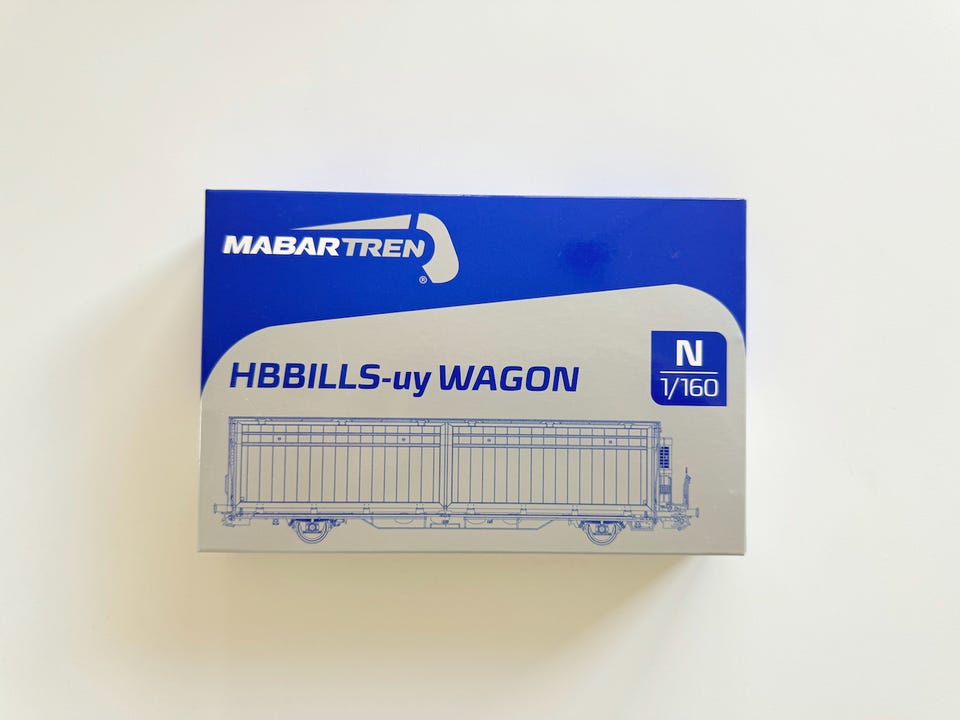 MABARTREN
®
HBBILLS-uy WAGON
N
1/160